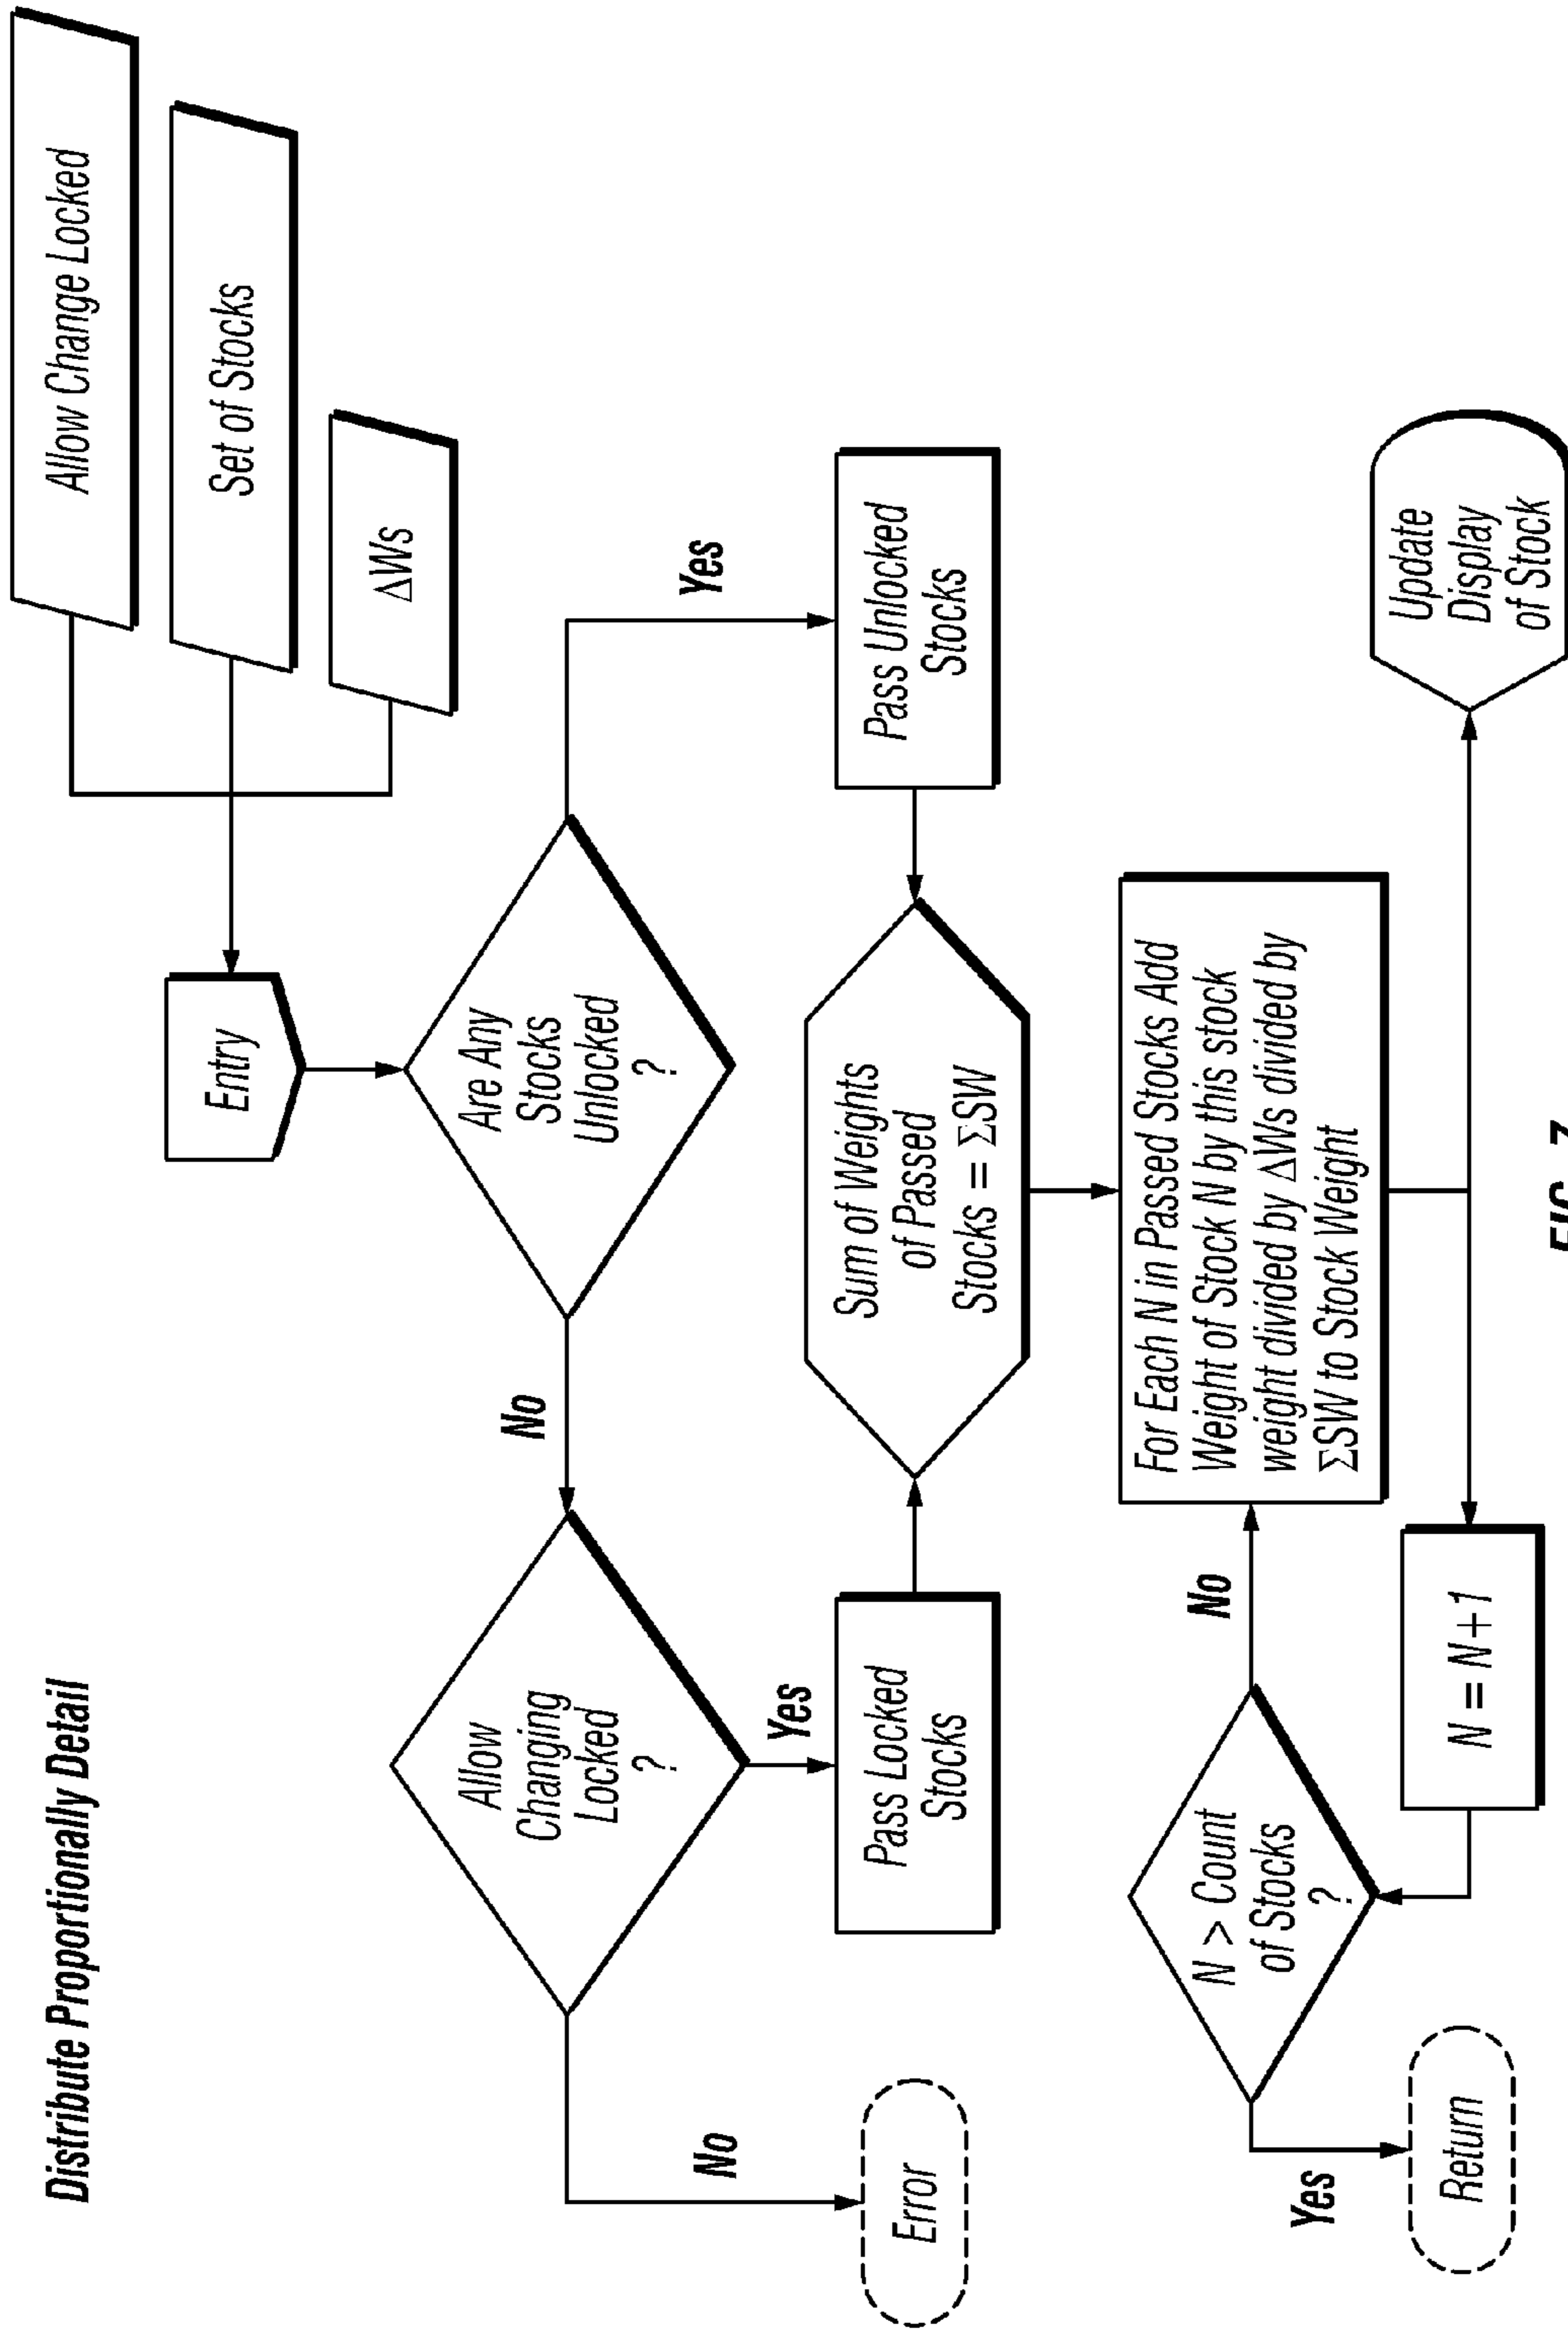 Distribute Proportionally Detail
Allow Change Locked
Set of Stocks
ΔWs
Entry
Are Any
Stocks
Unlocked
?
No
Yes
Allow
Changing
Locked
?
No
Yes
Error
Pass Locked
Stocks
Sum of Weights
of Passed
Stocks = ΣSW
Pass Unlocked
Stocks
For Each N in Passed Stocks Add
Weight of Stock N by this stock
weight divided by ΔWs divided by
ΣSW to Stock Weight
N > Count
of Stocks
?
No
Yes
Return
N = N+1
Update
Display
of Stock